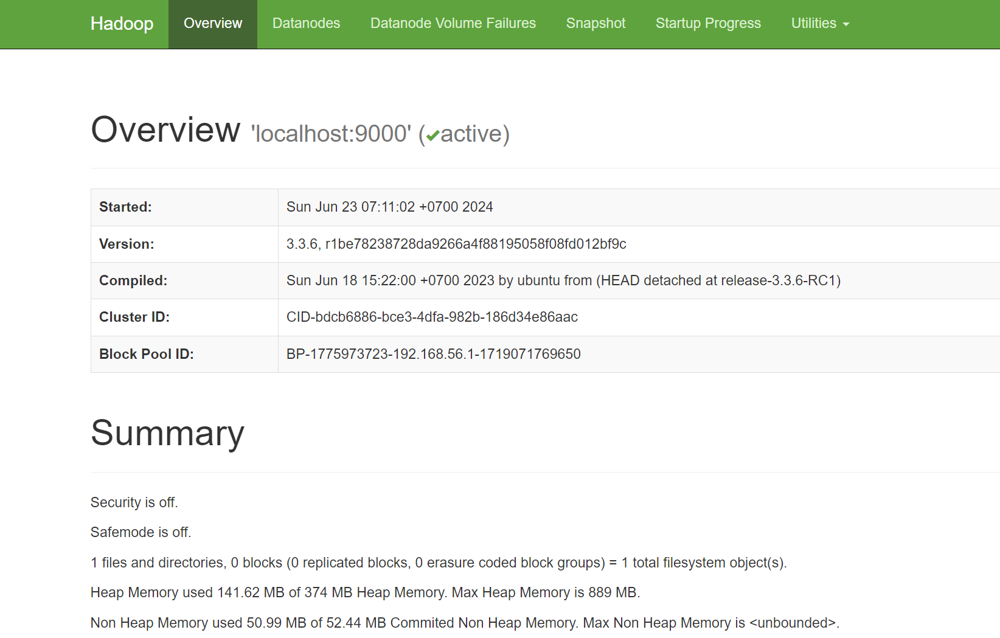 Hadoop Overview Datanodes Datanode Volume Failures Snapshot Startup Progress Utilities
Overview 'localhost:9000' (✔active)
Started: Sun Jun 23 07:11:02 +0700 2024
Version: 3.3.6, r1be78238728da9266a4f88195058f08fd012bf9c
Compiled: Sun Jun 18 15:22:00 +0700 2023 by ubuntu from (HEAD detached at release-3.3.6-RC1)
Cluster ID: CID-bdcb6886-bce3-4dfa-982b-186d34e86aac
Block Pool ID: BP-1775973723-192.168.56.1-1719071769650
Summary
Security is off.
Safemode is off.
1 files and directories, 0 blocks (0 replicated blocks, 0 erasure coded block groups) = 1 total filesystem object(s).
Heap Memory used 141.62 MB of 374 MB Heap Memory. Max Heap Memory is 889 MB.
Non Heap Memory used 50.99 MB of 52.44 MB Commited Non Heap Memory. Max Non Heap Memory is <unbounded>.